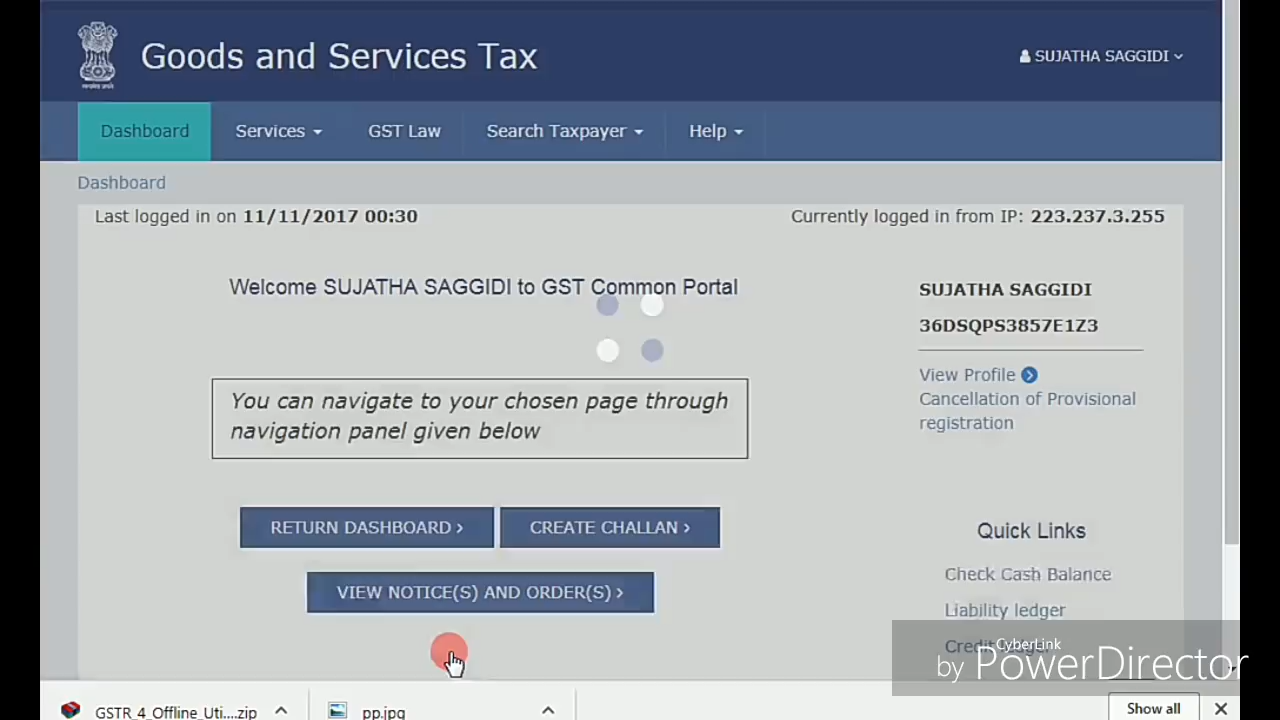 Goods and Services Tax
SUJATHA SAGGIDI
Dashboard
Services
GST Law
Search Taxpayer
Help
Dashboard
Last logged in on 11/11/2017 00:30
Currently logged in from IP: 223.237.3.255
Welcome SUJATHA SAGGIDI to GST Common Portal
SUJATHA SAGGIDI
36DSQPS3857E1Z3
View Profile
Cancellation of Provisional
registration
You can navigate to your chosen page through
navigation panel given below
RETURN DASHBOARD >
CREATE CHALLAN >
VIEW NOTICE(S) AND ORDER(S) >
Quick Links
Check Cash Balance
Liability ledger
Credit ledger
CyberLink
by PowerDirector
GSTR_4_Offline_Uti....zip
pp.jpg
Show all